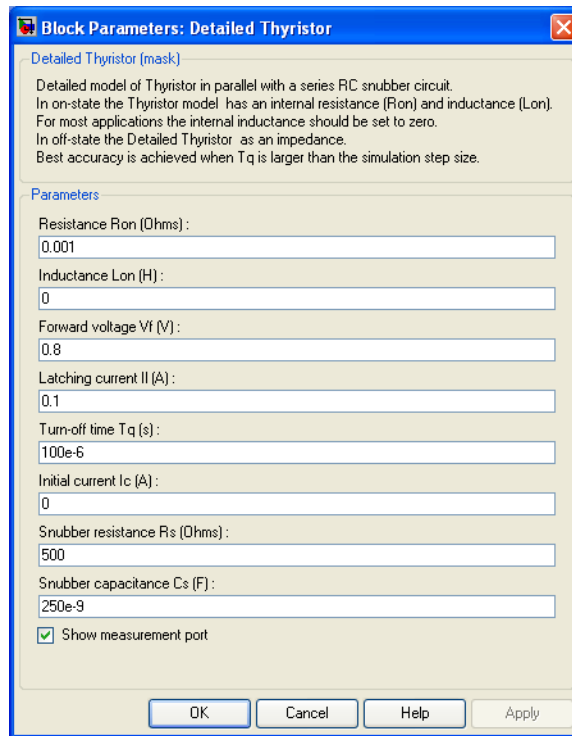 Block Parameters: Detailed Thyristor
Detailed Thyristor (mask)
Detailed model of Thyristor in parallel with a series RC snubber circuit.
In on-state the Thyristor model has an internal resistance (Ron) and inductance (Lon).
For most applications the internal inductance should be set to zero.
In off-state the Detailed Thyristor as an impedance.
Best accuracy is achieved when Tq is larger than the simulation step size.
Parameters
Resistance Ron (Ohms) :
0.001
Inductance Lon (H) :
0
Forward voltage Vf (V) :
0.8
Latching current Il (A) :
0.1
Turn-off time Tq (s) :
100e-6
Initial current Ic (A) :
0
Snubber resistance Rs (Ohms) :
500
Snubber capacitance Cs (F) :
250e-9
Show measurement port
OK Cancel Help Apply